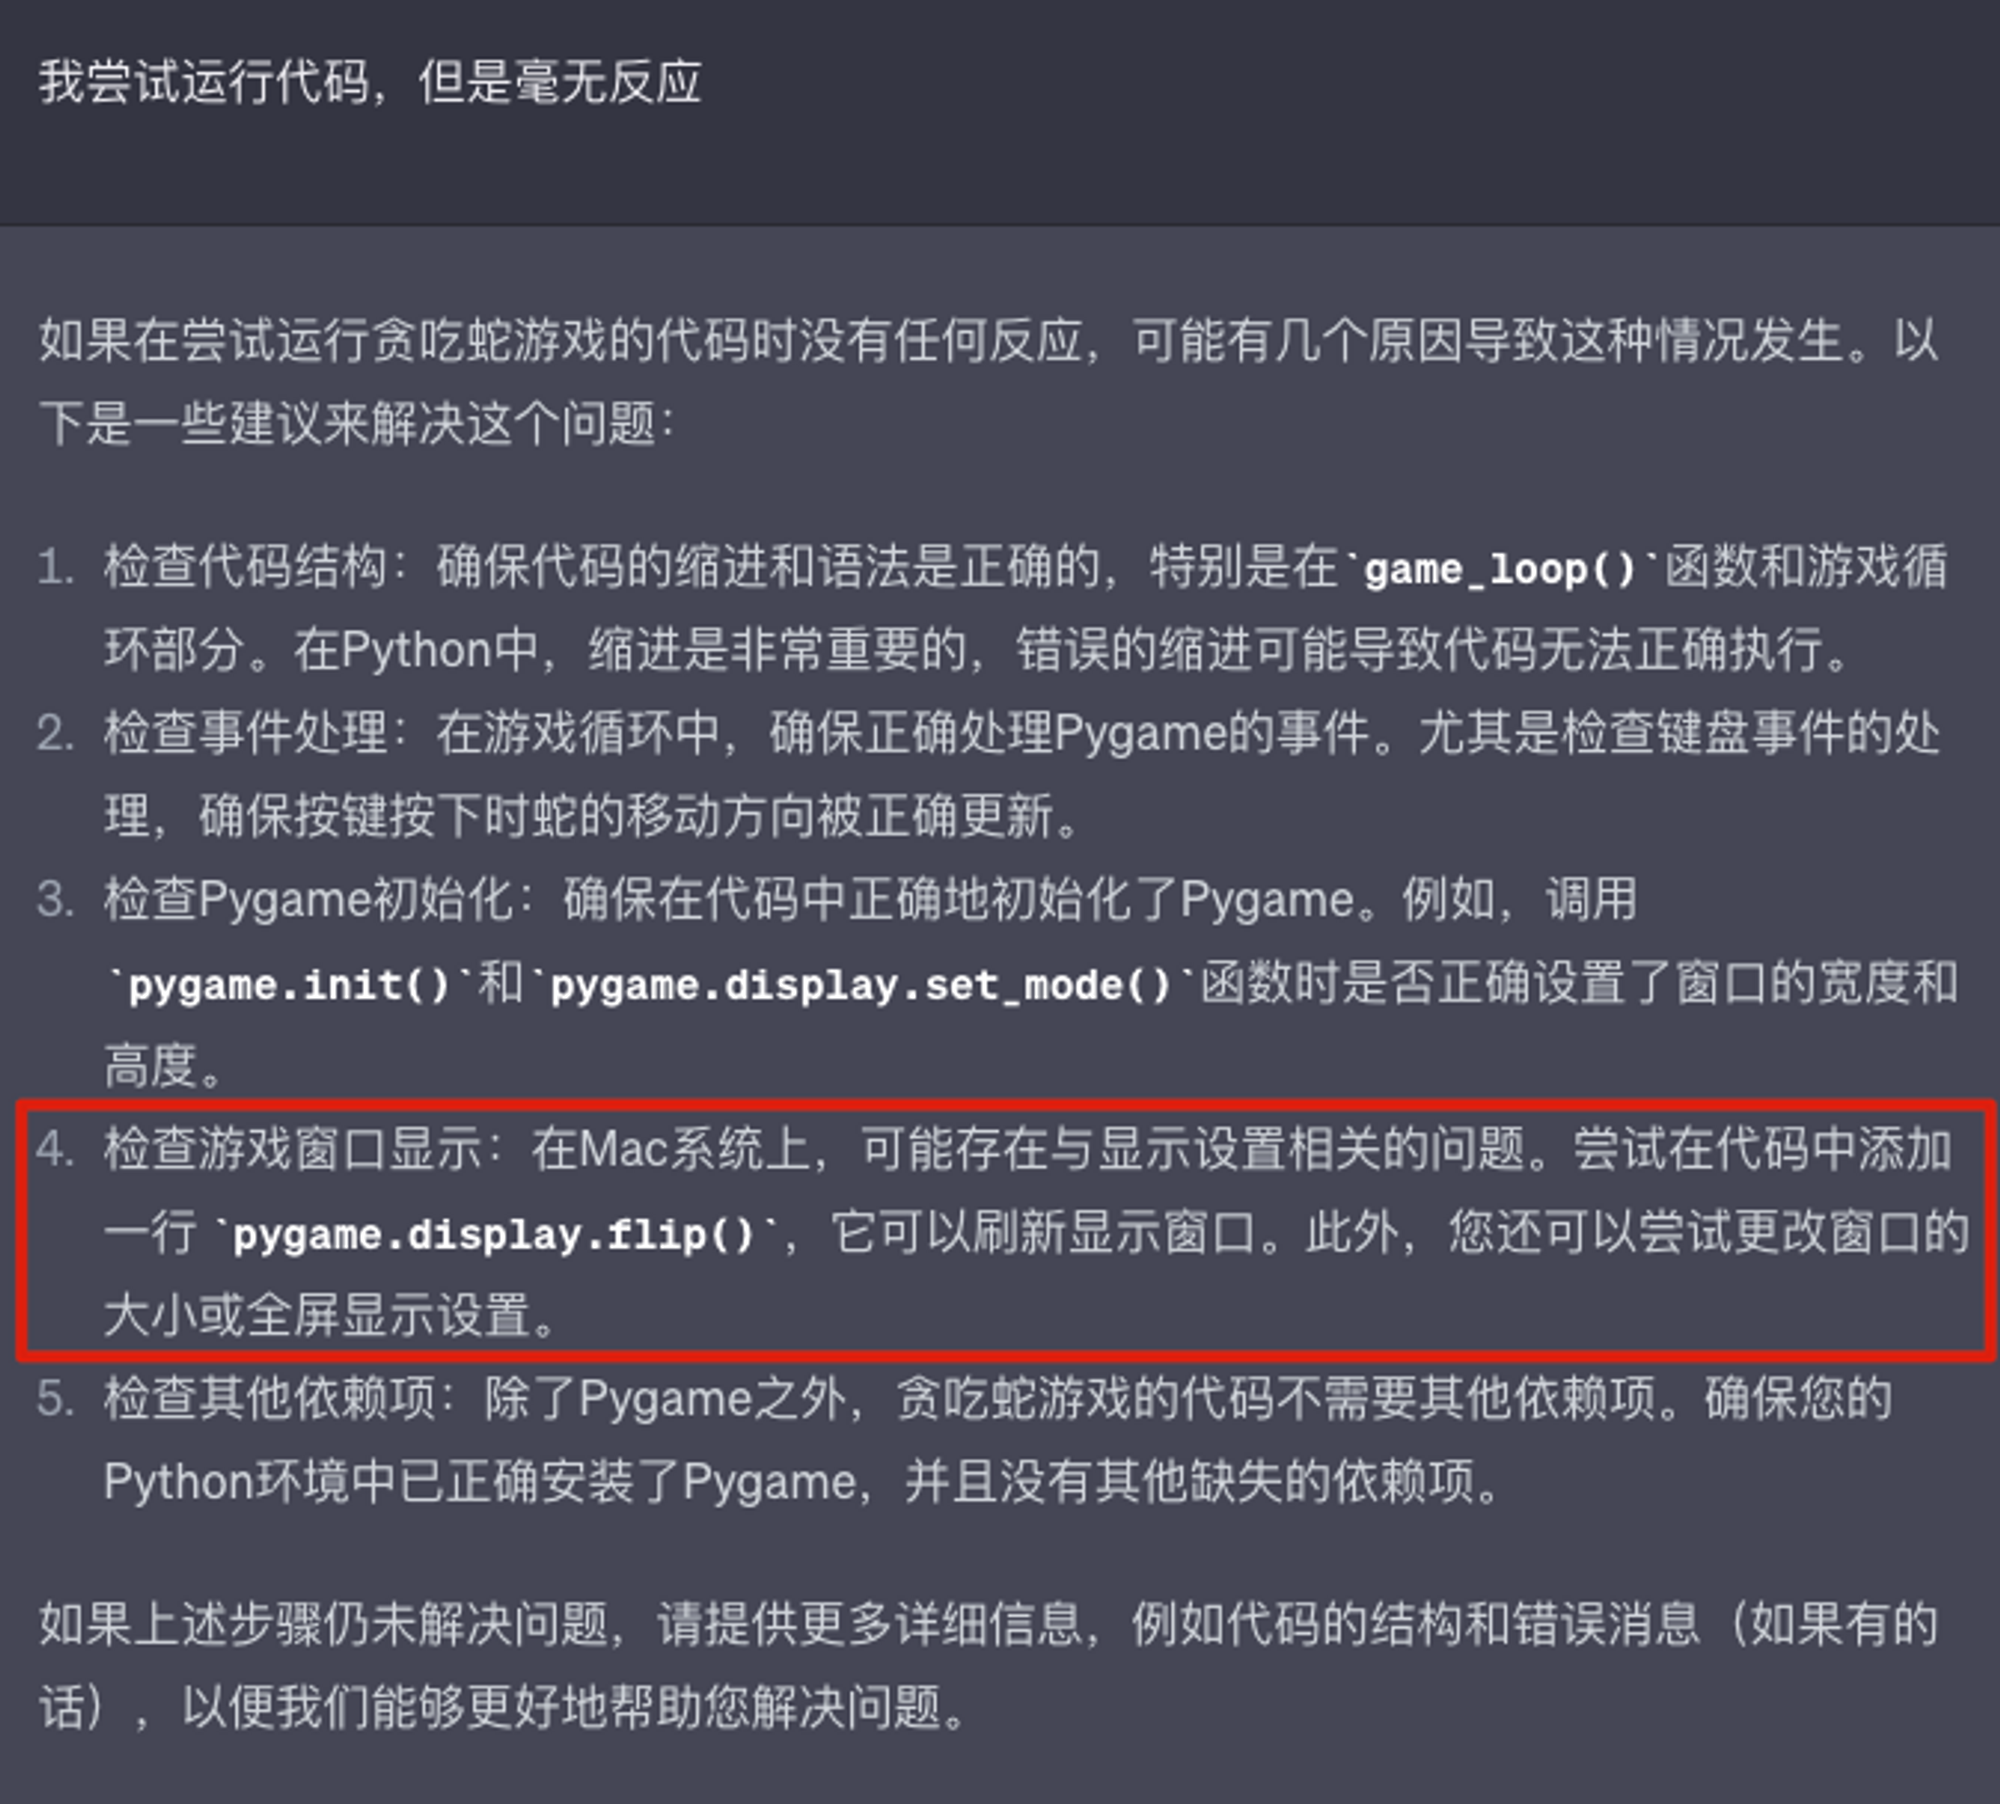 我尝试运行代码，但是毫无反应
如果在尝试运行贪吃蛇游戏的代码时没有任何反应，可能有几个原因导致这种情况发生。以
下是一些建议来解决这个问题：
1. 检查代码结构：确保代码的缩进和语法是正确的，特别是在`game_loop()`函数和游戏循
环部分。在Python中，缩进是非常重要的，错误的缩进可能导致代码无法正确执行。
2. 检查事件处理：在游戏循环中，确保正确处理Pygame的事件。尤其是检查键盘事件的处
理，确保按键按下时蛇的移动方向被正确更新。
3. 检查Pygame初始化：确保在代码中正确地初始化了Pygame。例如，调用
`pygame.init()`和`pygame.display.set_mode()`函数时是否正确设置了窗口的宽度和
高度。
4. 检查游戏窗口显示：在Mac系统上，可能存在与显示设置相关的问题。尝试在代码中添加
一行 `pygame.display.flip()`，它可以刷新显示窗口。此外，您还可以尝试更改窗口的
大小或全屏显示设置。
5. 检查其他依赖项：除了Pygame之外，贪吃蛇游戏的代码不需要其他依赖项。确保您的
Python环境中已正确安装了Pygame，并且没有其他缺失的依赖项。
如果上述步骤仍未解决问题，请提供更多详细信息，例如代码的结构和错误消息（如果有的
话），以便我们能够更好地帮助您解决问题。